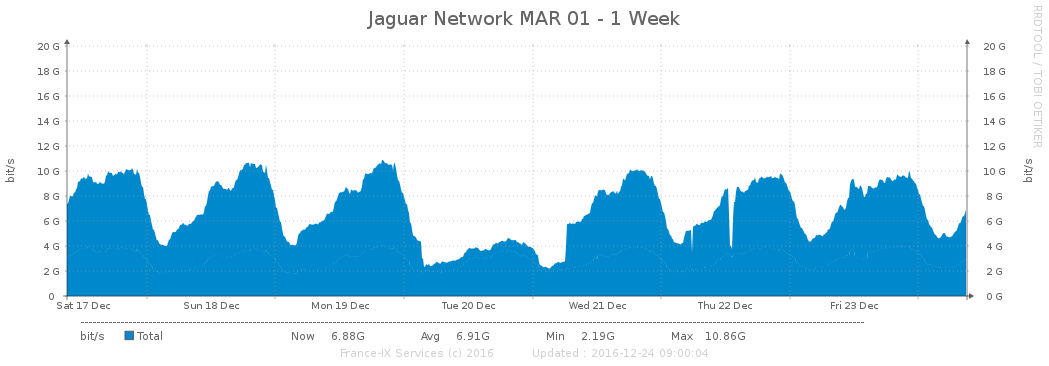 Jaguar Network MAR 01 - 1 Week
RRDTOOL / TOBI OETIKER
bit/s
20 G 20 G
18 G 18 G
16 G 16 G
14 G 14 G
12 G 12 G
10 G 10 G
8 G 8 G
6 G 6 G
4 G 4 G
2 G 2 G
0 0 G
bit/s
Sat 17 Dec Sun 18 Dec Mon 19 Dec Tue 20 Dec Wed 21 Dec Thu 22 Dec Fri 23 Dec
bit/s Total Now 6.88G Avg 6.91G Min 2.19G Max 10.86G
France-IX Services (c) 2016 Updated : 2016-12-24 09:00:04